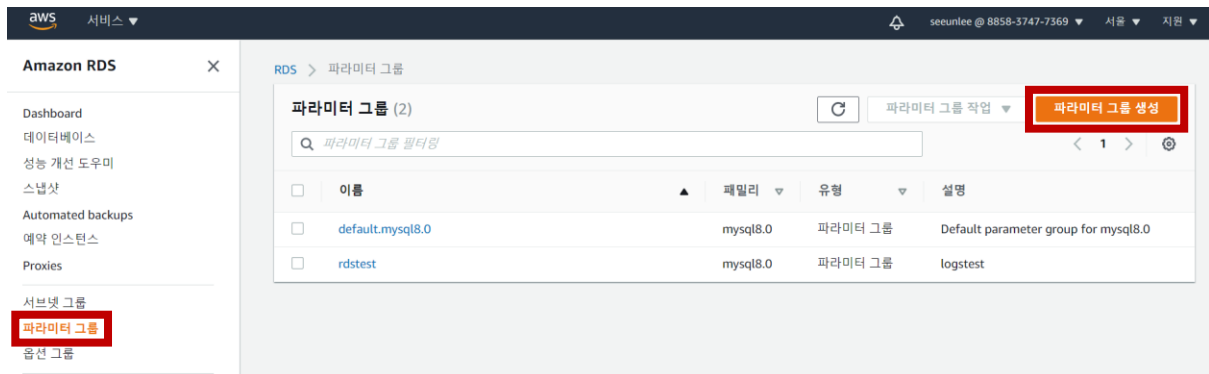 aws 서비스 ▼ seeunlee @ 8858-3747-7369 ▼ 서울 ▼ 지원 ▼
Amazon RDS ×
Dashboard
데이터베이스
성능 개선 도우미
스냅샷
Automated backups
예약 인스턴스
Proxies
서브넷 그룹
파라미터 그룹
옵션 그룹
RDS > 파라미터 그룹
파라미터 그룹 (2) 파라미터 그룹 작업 ▼ 파라미터 그룹 생성
파라미터 그룹 필터링 < 1 >
이름 ▲ 패밀리 ▽ 유형 ▽ 설명
default.mysql8.0 mysql8.0 파라미터 그룹 Default parameter group for mysql8.0
rdstest mysql8.0 파라미터 그룹 logstest